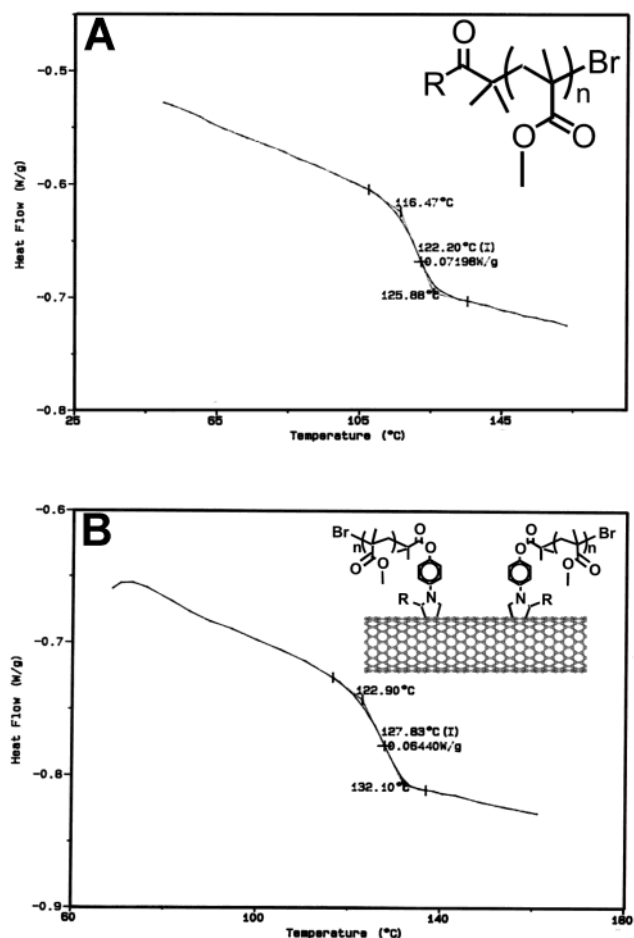 A
-0.5
-0.6
-0.7
-0.8
Heat Flow (W/g)
116.47°C
122.20°C(I)
0.07198W/g
125.88°C
25
65
105
145
Temperature (°C)
O
R
Br
n
O
O
B
-0.6
-0.7
-0.8
-0.9
Heat Flow (W/g)
Br
n
O
O
O
O
N
R
O
O
n
Br
O
O
N
R
122.90°C
127.83°C(I)
0.06440W/g
132.10°C
60
100
140
180
Temperature (°C)